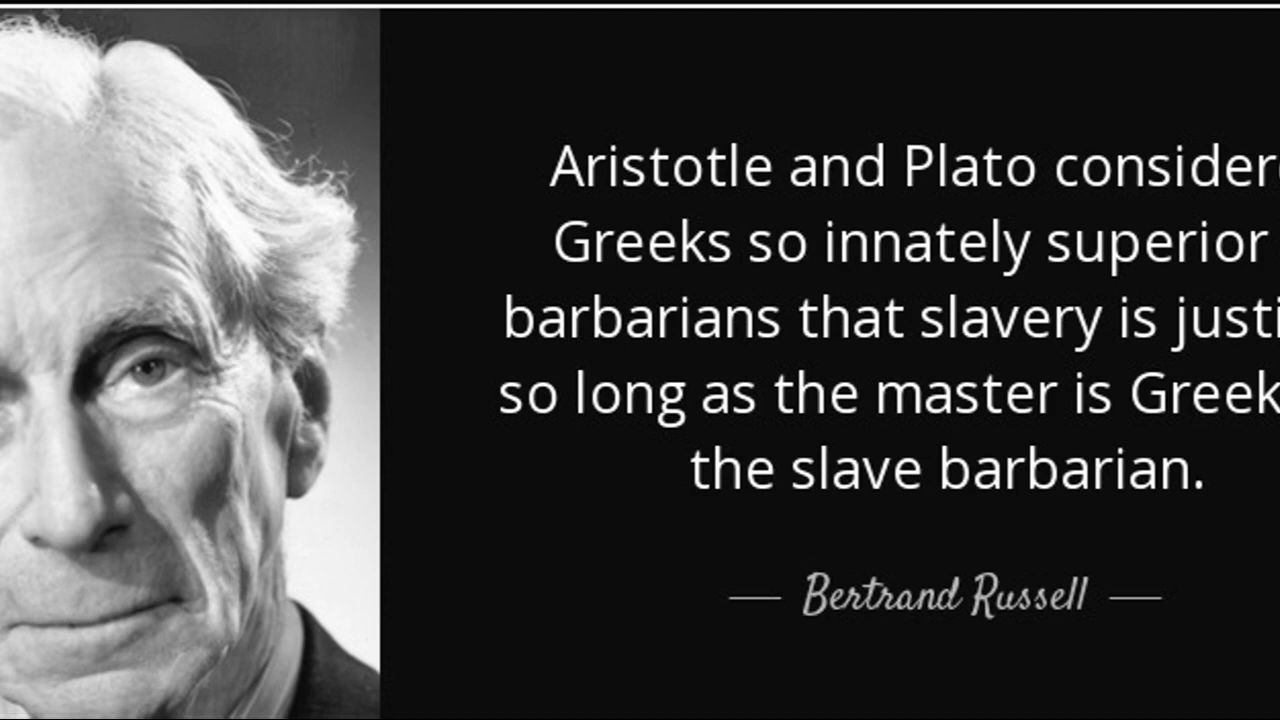 Aristotle and Plato consider
Greeks so innately superior
barbarians that slavery is justi
so long as the master is Greek
the slave barbarian.
Bertrand Russell